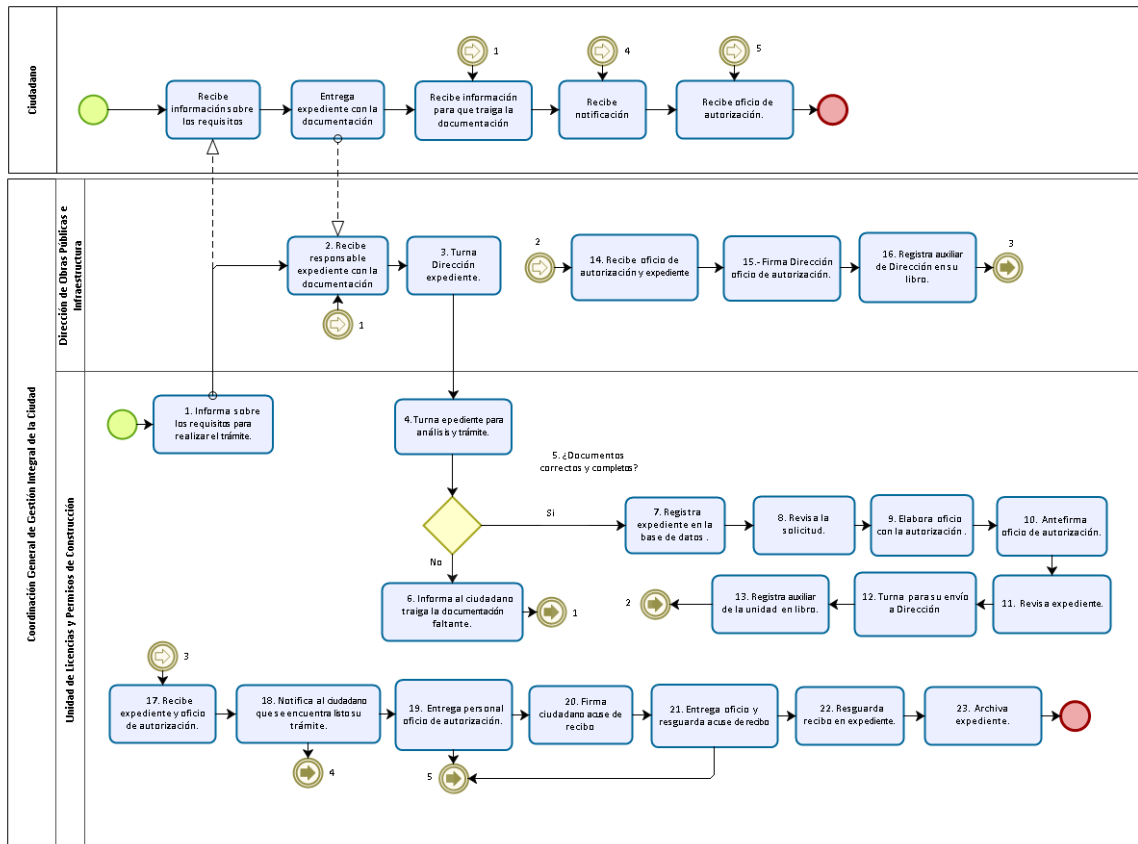 Ciudadano
1
4
5
Recibe
información sobre
los requisitos
Entrega
expediente con la
documentación
Recibe información
para que traiga la
documentación
Recibe
notificación
Recibe oficio de
autorización.
Coordinación General de Gestión Integral de la Ciudad
Dirección de Obras Públicas e
Infraestructura
2. Recibe
responsable
expediente con la
documentación
3. Turna
Dirección
expediente.
1
2
14. Recibe oficio de
autorización y expediente
15.- Firma Dirección
oficio de autorización.
16. Registra auxiliar
de Dirección en su
libro.
3
Unidad de Licencias y Permisos de Construcción
1. Informa sobre
los requisitos para
realizar el trámite.
4. Turna epediente para
análisis y trámite.
5. ¿Documentos
correctos y completos?
Si
No
7. Registra
expediente en la
base de datos .
8. Revisa la
solicitud.
9. Elabora oficio
con la autorización .
10. Antefirma
oficio de autorización.
6. Informa al ciudadano
traiga la documentación
faltante.
1
2
13. Registra auxiliar
de la unidad en libro.
12. Turna para su envío
a Dirección
11. Revisa expediente.
3
17. Recibe
expediente y oficio
de autorización.
18. Notifica al ciudadano
que se encuentra listo su
trámite.
19. Entrega personal
oficio de autorización.
20. Firma
ciudadano acuse de
recibo
21. Entrega oficio y
resguarda acuse de recibo
22. Resguarda
recibo en expediente.
23. Archiva
expediente.
4
5